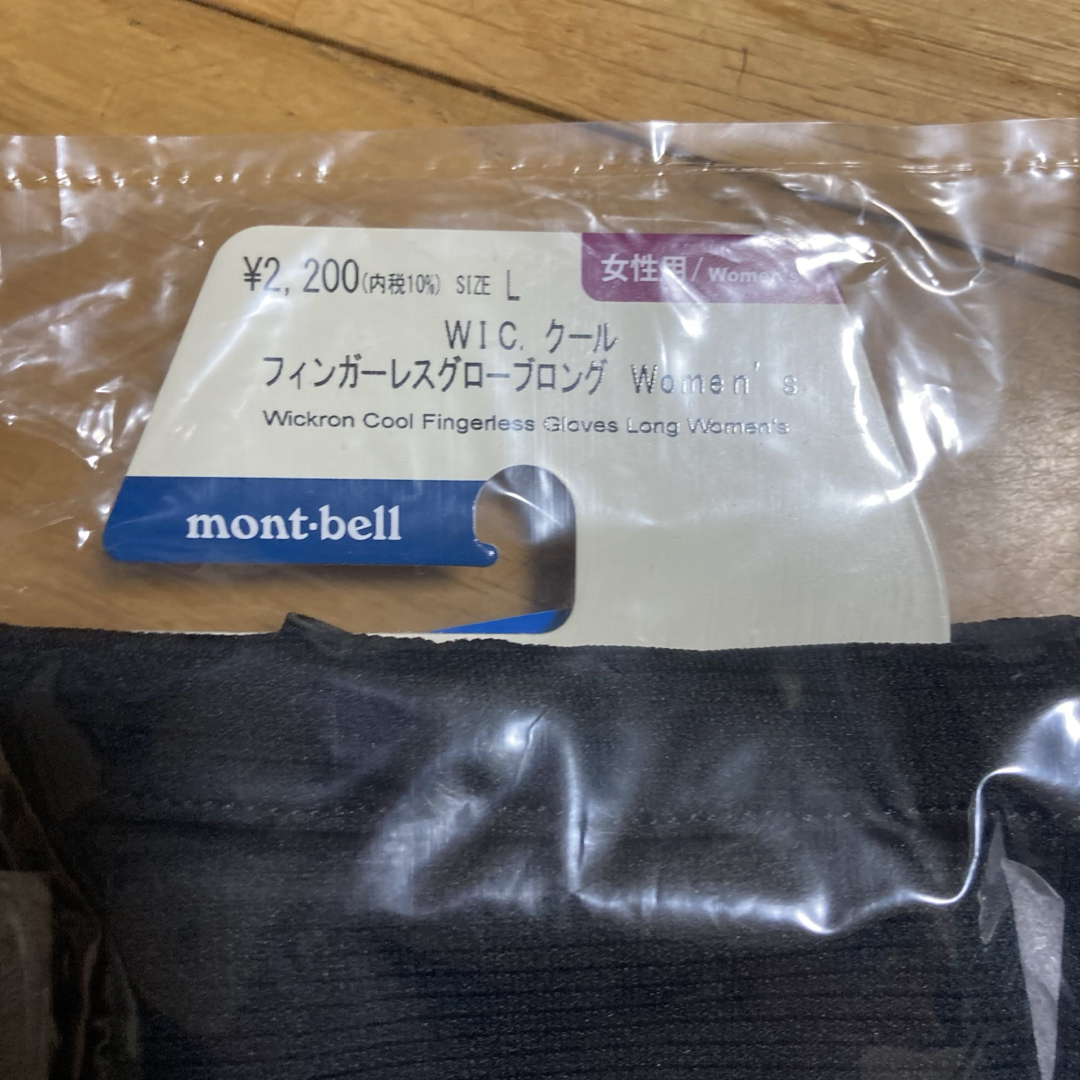 ¥2,200(内税10%) SIZE L
女性用/Women's
WIC. クール
フィンガーレスグローブロング Women's
Wickron Cool Fingerless Gloves Long Women's
mont·bell